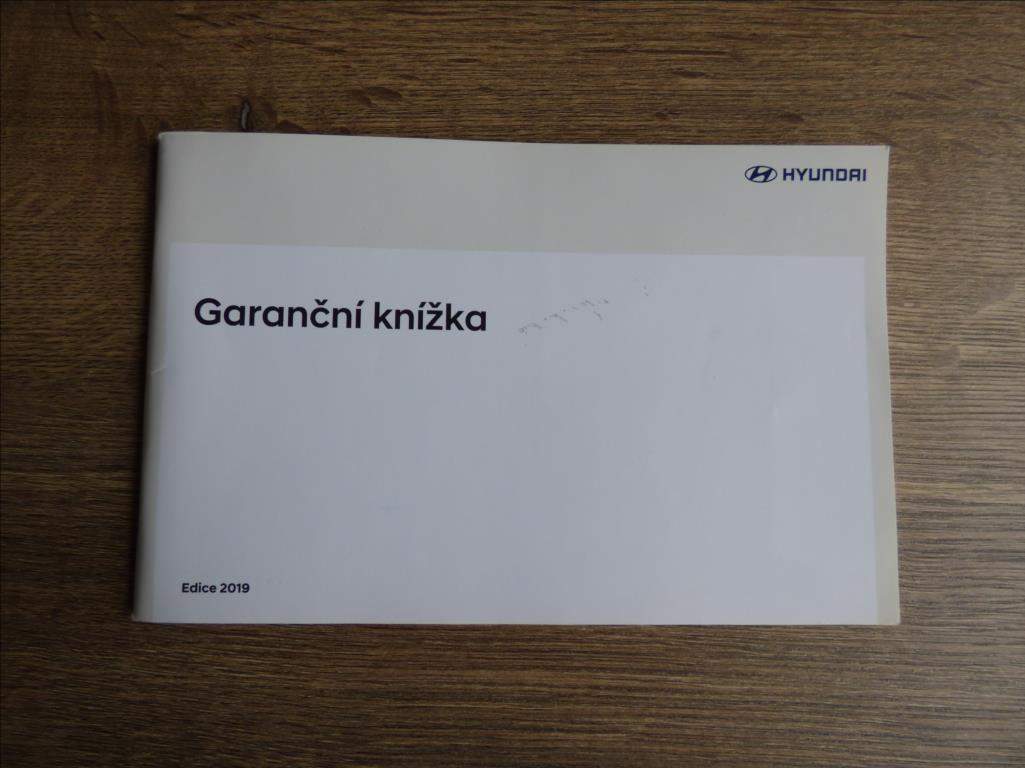 HYUNDAI
Garanční knížka
Edice 2019